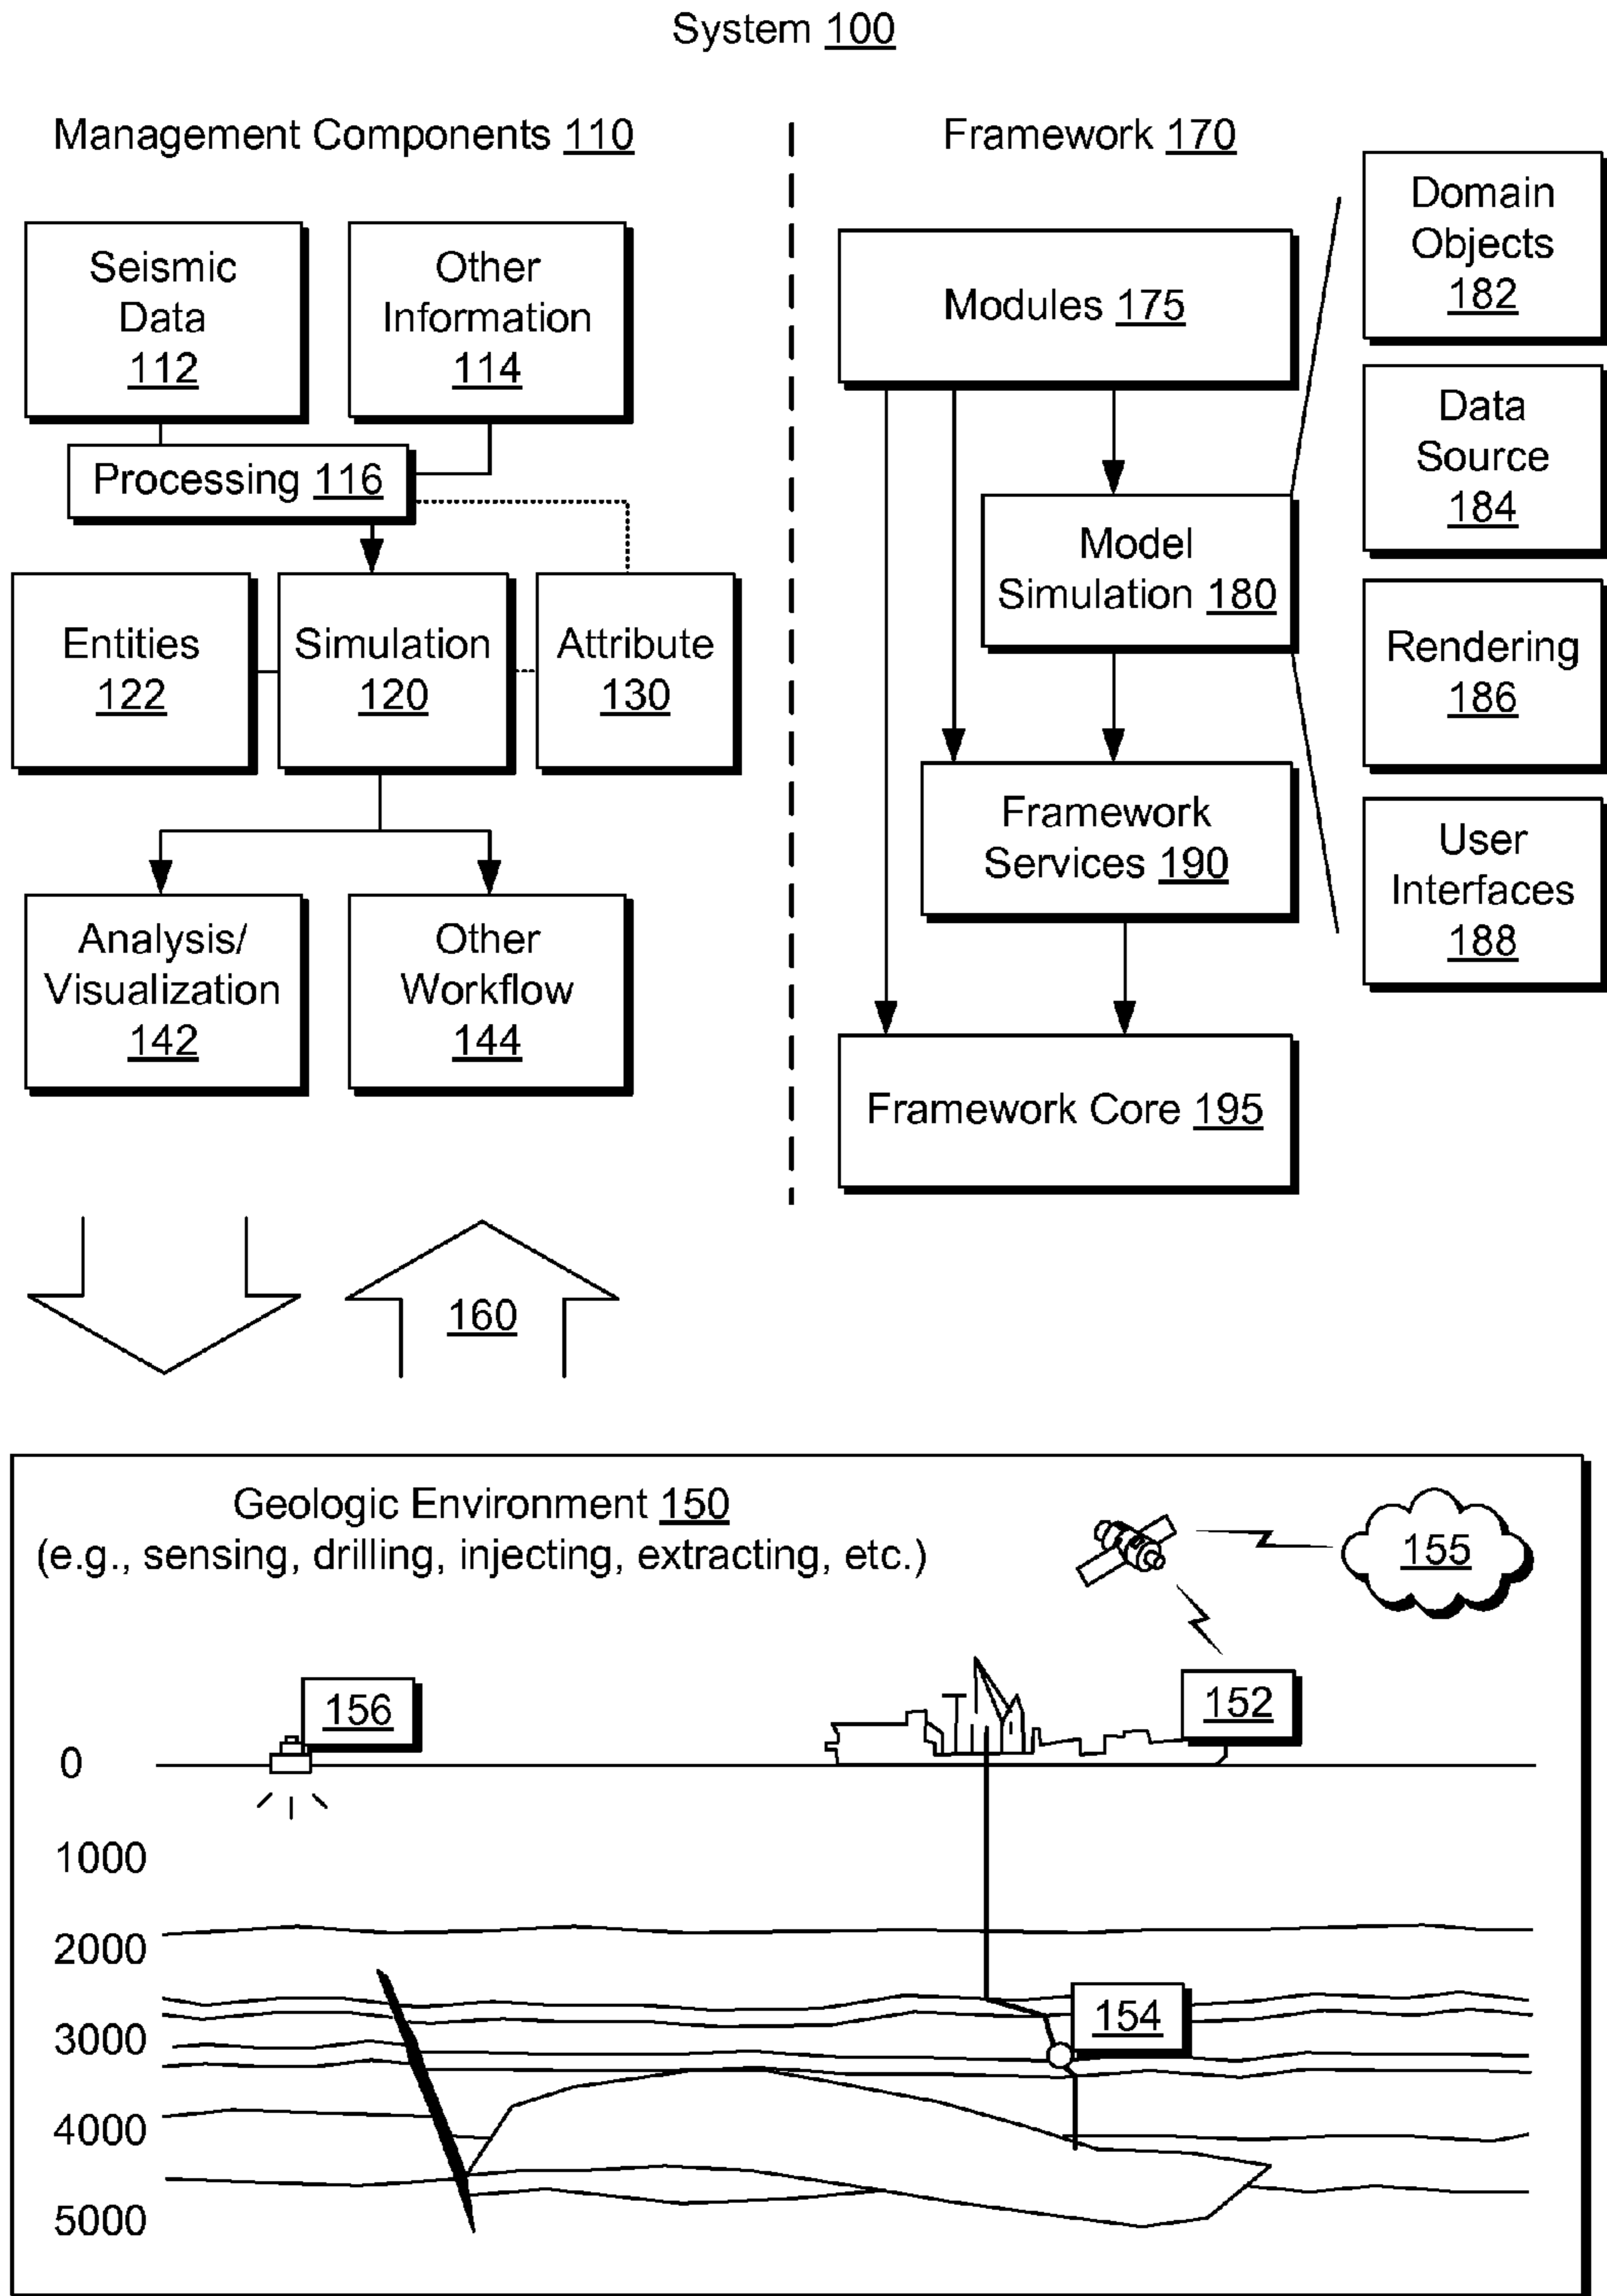 System 100
Management Components 110
Seismic
Data
112
Other
Information
114
Processing 116
Entities
122
Simulation
120
Attribute
130
Analysis/
Visualization
142
Other
Workflow
144
Framework 170
Modules 175
Model
Simulation 180
Framework
Services 190
Framework Core 195
Domain
Objects
182
Data
Source
184
Rendering
186
User
Interfaces
188
160
Geologic Environment 150
(e.g., sensing, drilling, injecting, extracting, etc.)
155
156
152
0
1000
2000
154
3000
4000
5000